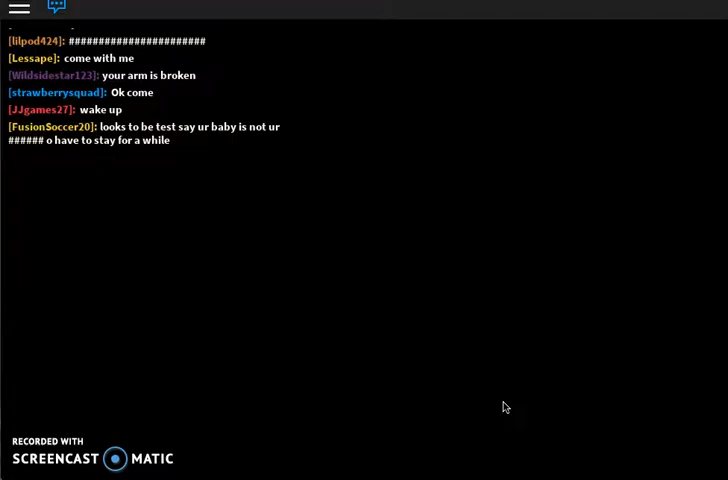 [lilpod424]: #######################
[Lessape]: come with me
[Wildsidestar123]: your arm is broken
[strawberrysquad]: Ok come
[JJgames27]: wake up
[FusionSoccer20]: looks to be test say ur baby is not ur
###### o have to stay for a while
RECORDED WITH
SCREENCAST MATIC